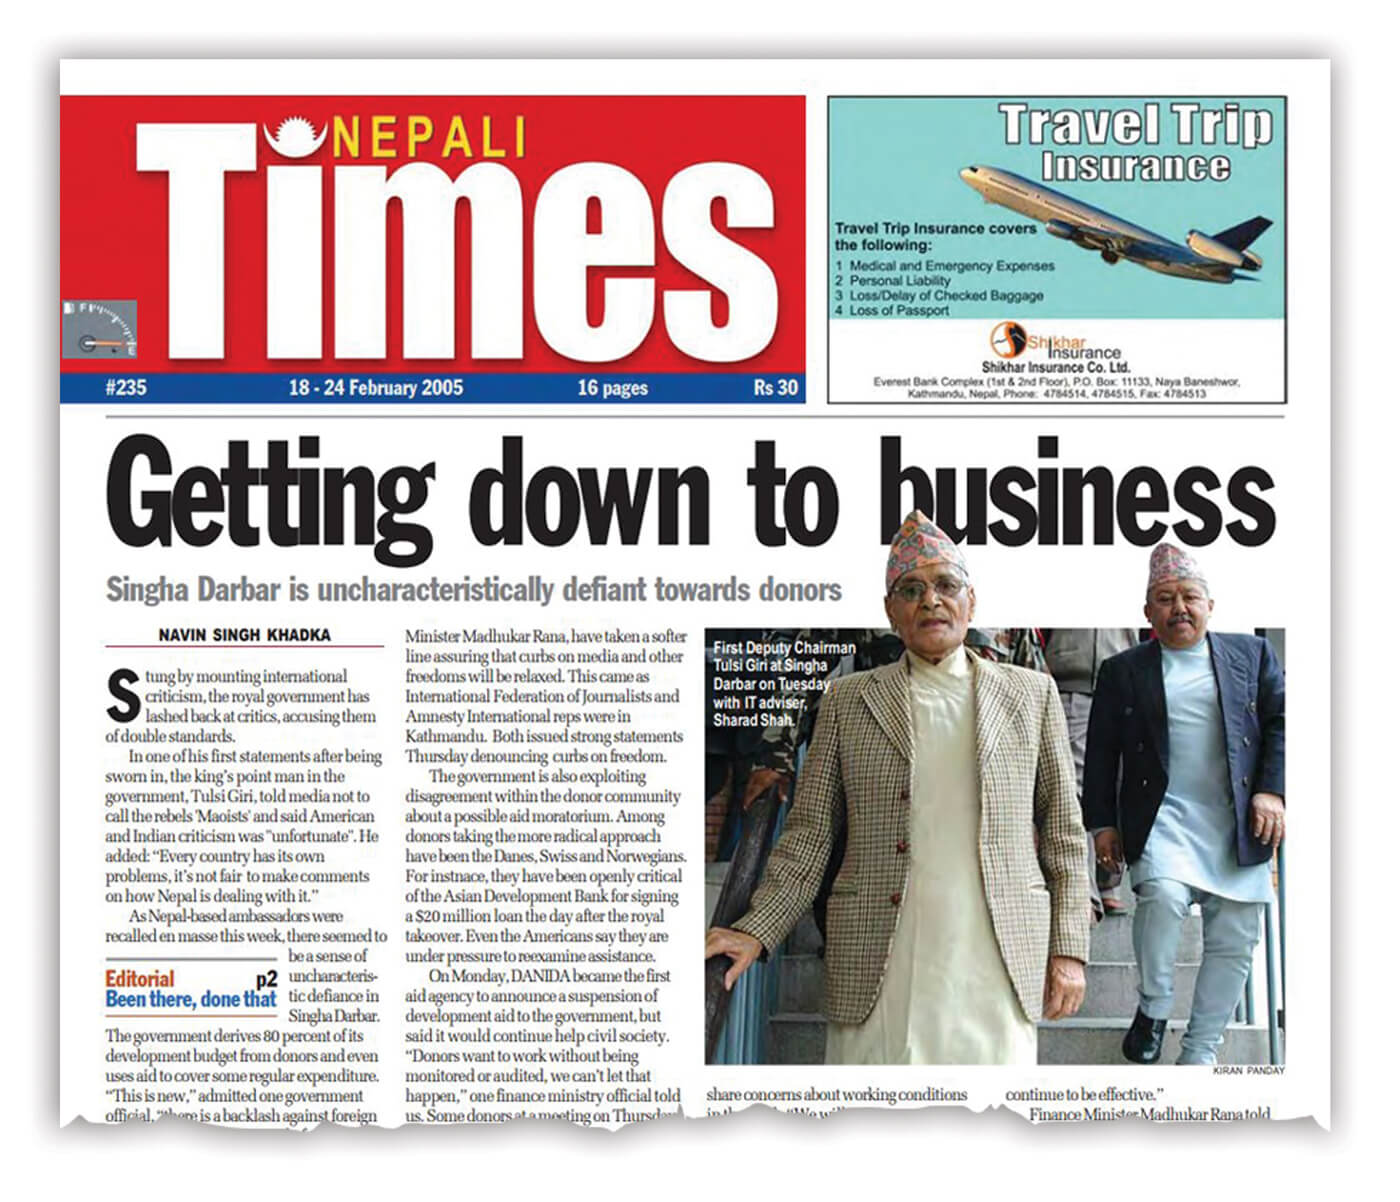 NEPALI
Times
#235 18 - 24 February 2005 16 pages Rs 30
Travel Trip
Insurance
Travel Trip Insurance covers
the following:
1 Medical and Emergency Expenses
2 Personal Liability
3 Loss/Delay of Checked Baggage
4 Loss of Passport
Shikhar
Insurance
Shikhar Insurance Co. Ltd.
Everest Bank Complex (1st & 2nd Floor), P.O. Box: 11133, Naya Baneshwor,
Kathmandu, Nepal, Phone: 4784514, 4784515, Fax: 4784513
Getting down to business
Singha Darbar is uncharacteristically defiant towards donors
NAVIN SINGH KHADKA
Stung by mounting international
criticism, the royal government has
lashed back at critics, accusing them
of double standards.
In one of his first statements after being
sworn in, the king's point man in the
government, Tulsi Giri, told media not to
call the rebels 'Maoists' and said American
and Indian criticism was "unfortunate". He
added: “Every country has its own
problems, it's not fair to make comments
on how Nepal is dealing with it.”
As Nepal-based ambassadors were
recalled en masse this week, there seemed to
be a sense of
uncharacteris-
tic defiance in
Singha Darbar.
Editorial p2
Been there, done that
The government derives 80 percent of its
development budget from donors and even
uses aid to cover some regular expenditure.
“This is new,” admitted one government
official, “there is a backlash against foreign
Minister Madhukar Rana, have taken a softer
line assuring that curbs on media and other
freedoms will be relaxed. This came as
International Federation of Journalists and
Amnesty International reps were in
Kathmandu. Both issued strong statements
Thursday denouncing curbs on freedom.
The government is also exploiting
disagreement within the donor community
about a possible aid moratorium. Among
donors taking the more radical approach
have been the Danes, Swiss and Norwegians.
For instnace, they have been openly critical
of the Asian Development Bank for signing
a $20 million loan the day after the royal
takeover. Even the Americans say they are
under pressure to reexamine assistance.
On Monday, DANIDA became the first
aid agency to announce a suspension of
development aid to the government, but
said it would continue help civil society.
“Donors want to work without being
monitored or audited, we can't let that
happen,” one finance ministry official told
us. Some donors at a meeting on Thursday
First Deputy Chairman
Tulsi Giri at Singha
Darbar on Tuesday
with IT adviser,
Sharad Shah.
KIRAN PANDAY
share concerns about working conditions
“We will
continue to be effective.”
Finance Minister Madhukar Rana told